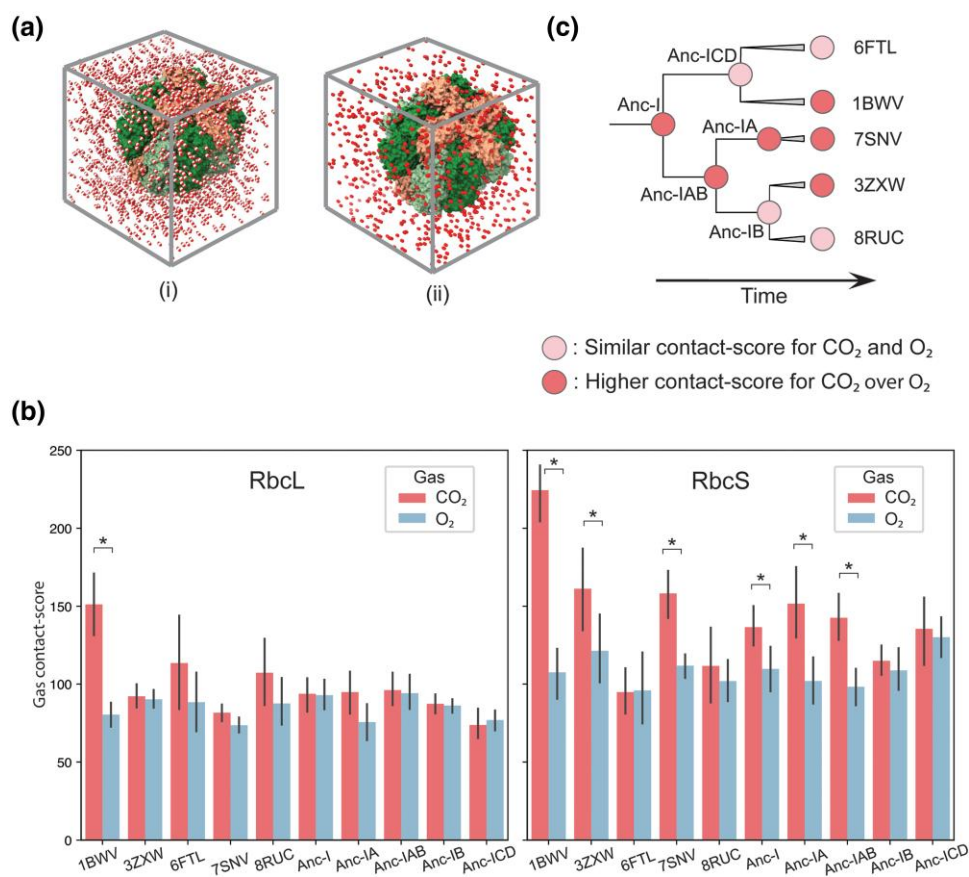 (a)
(i)
(ii)
(c)
Anc-ICD
6FTL
Anc-I
1BWV
Anc-IA
7SNV
Anc-IAB
3ZXW
Anc-IB
8RUC
Time
: Similar contact-score for CO₂ and O₂
: Higher contact-score for CO₂ over O₂
(b)
Gas contact-score
250
200
150
100
50
0
RbcL
Gas
CO₂
O₂
*
1BWV 3ZXW 6FTL 7SNV 8RUC Anc-I Anc-IA Anc-IAB Anc-IB Anc-ICD
RbcS
Gas
CO₂
O₂
* * * * * *
1BWV 3ZXW 6FTL 7SNV 8RUC Anc-I Anc-IA Anc-IAB Anc-IB Anc-ICD